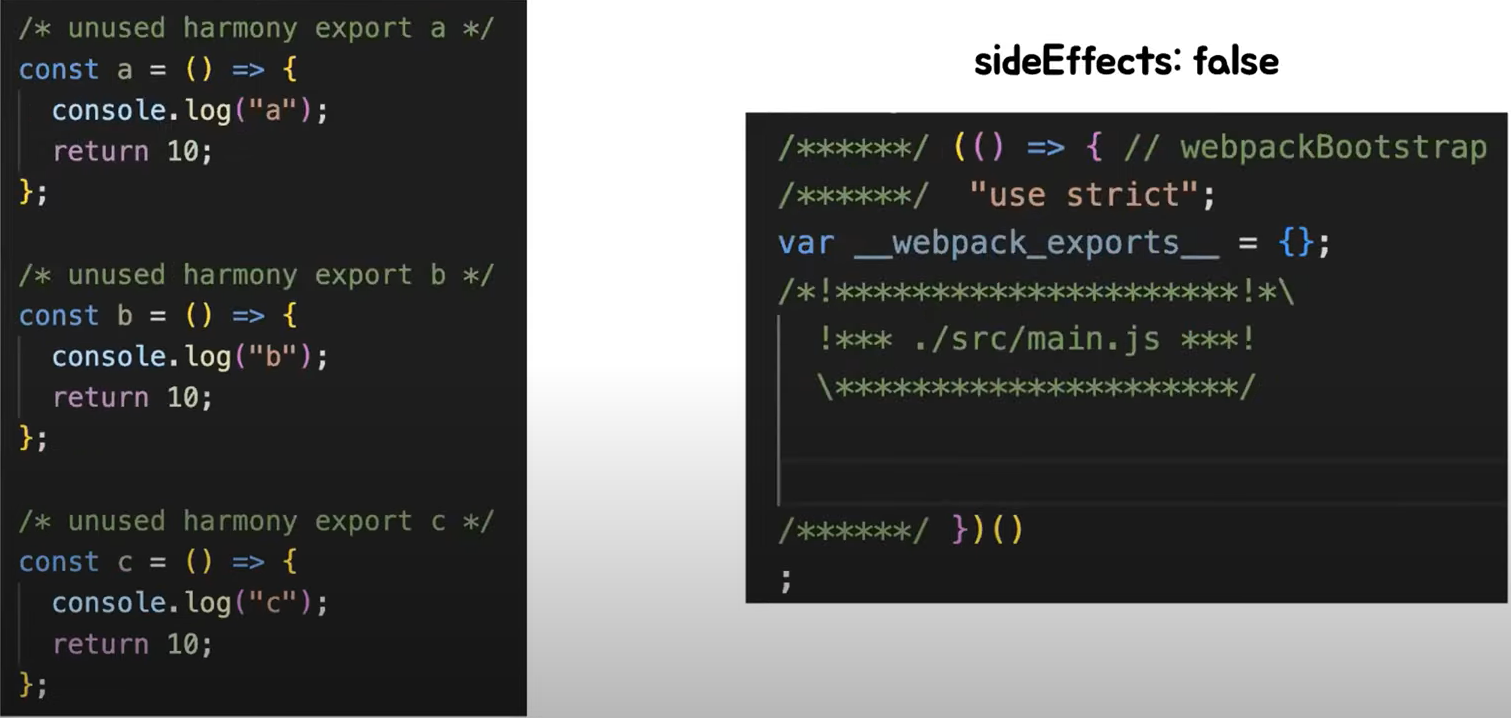 /* unused harmony export a */
const a = () => {
  console.log("a");
  return 10;
};
/* unused harmony export b */
const b = () => {
  console.log("b");
  return 10;
};
/* unused harmony export c */
const c = () => {
  console.log("c");
  return 10;
};
sideEffects: false
/******/ (() => { // webpackBootstrap
/******/  "use strict";
var __webpack_exports__ = {};
/*!*********************!*\
  !*** ./src/main.js ***!
  \*********************/
/******/ })()
;